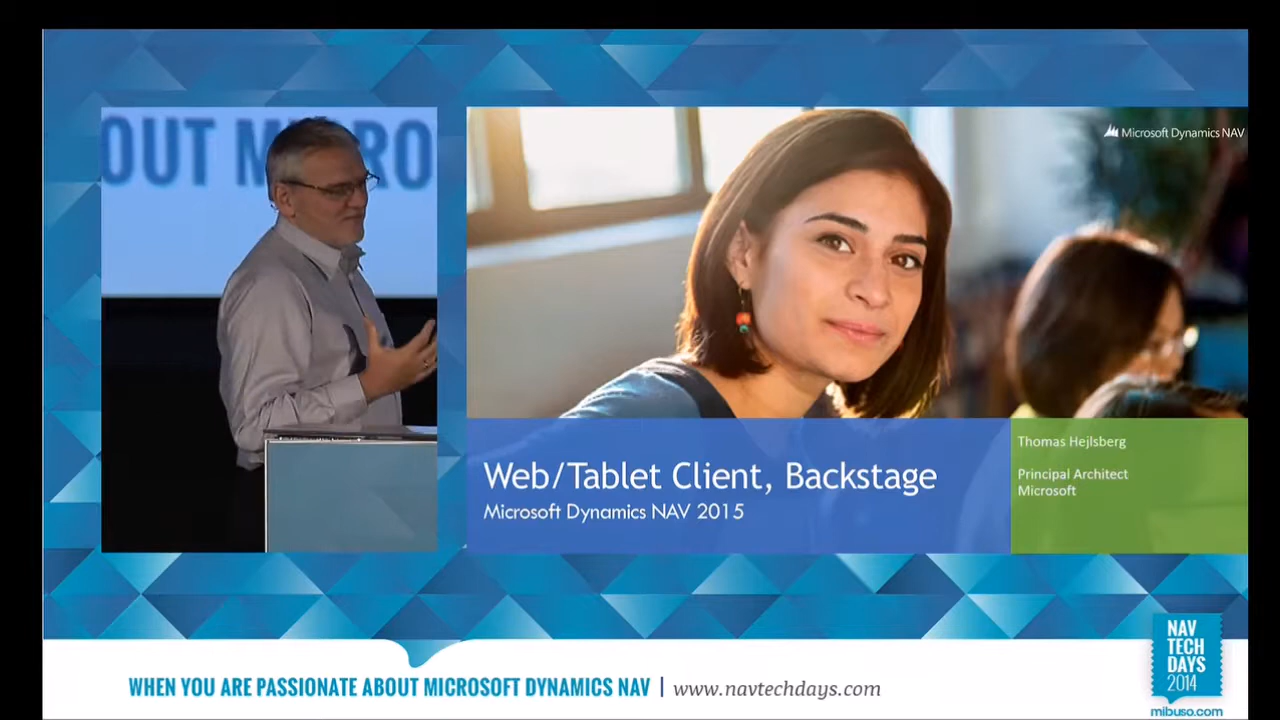 OUT MICRO
Microsoft Dynamics NAV
Thomas Hejlsberg
Principal Architect
Microsoft
Web/Tablet Client, Backstage
Microsoft Dynamics NAV 2015
WHEN YOU ARE PASSIONATE ABOUT MICROSOFT DYNAMICS NAV | www.navtechdays.com
NAV
TECH
DAYS
2014
mibuso.com